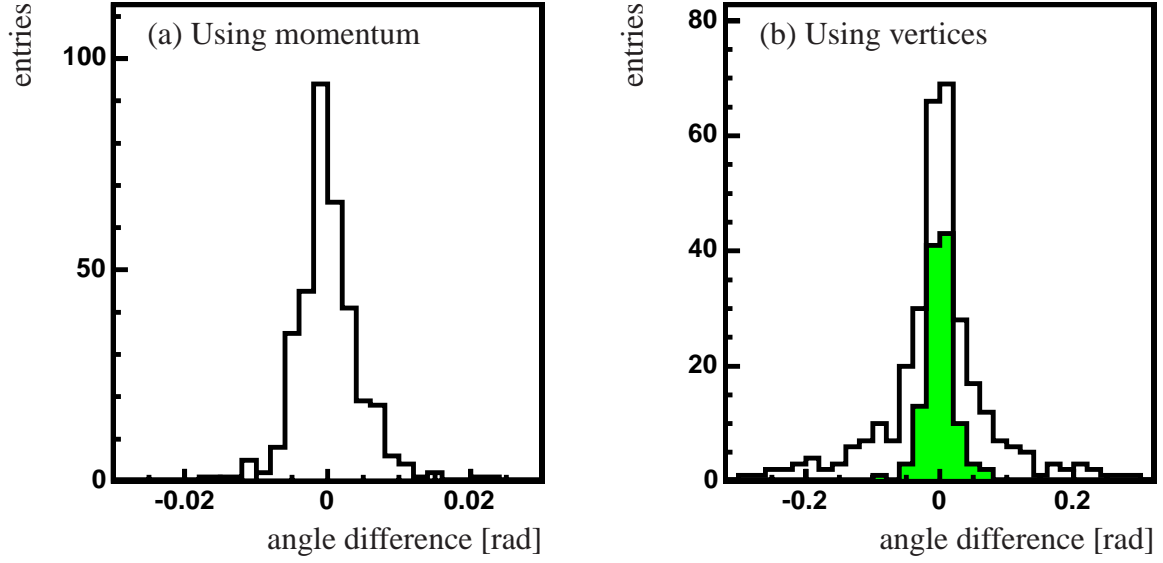 entries
(a) Using momentum
100
50
0
-0.02
0
0.02
angle difference [rad]
entries
(b) Using vertices
80
60
40
20
0
-0.2
0
0.2
angle difference [rad]